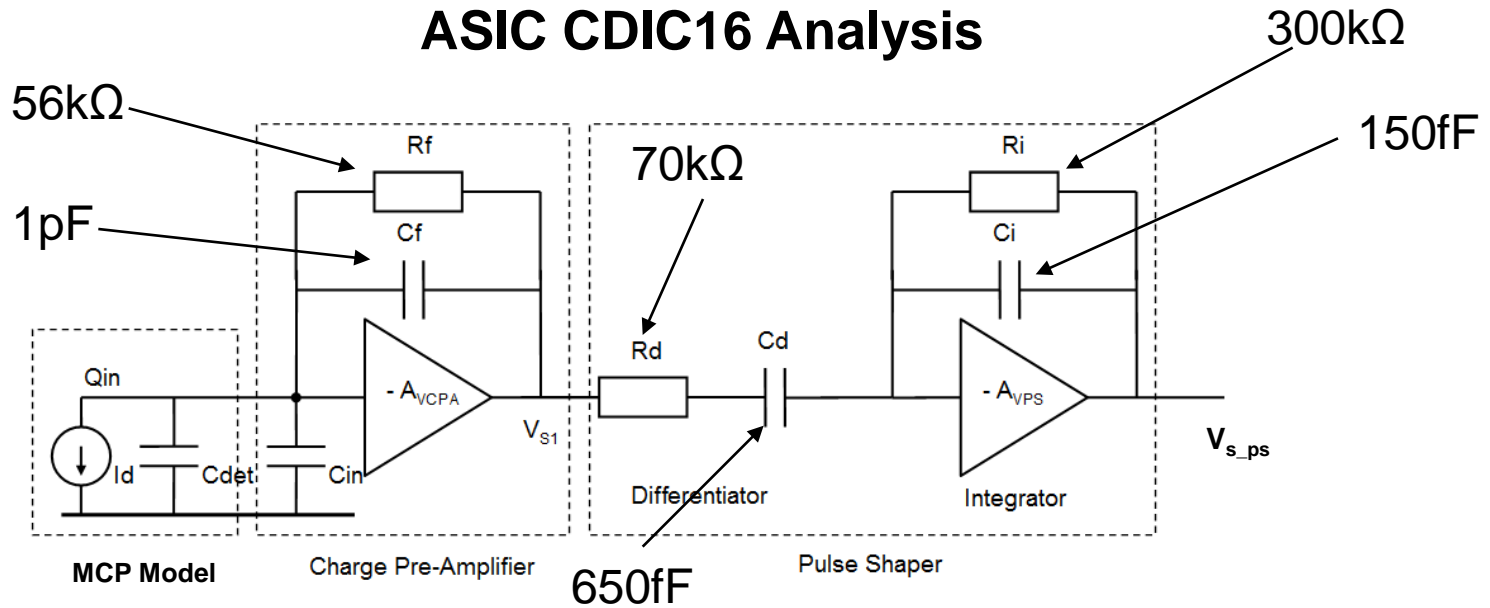 ASIC CDIC16 Analysis
300kΩ
56kΩ
150fF
Rf
70kΩ
Ri
1pF
Cf
Ci
Rd
Cd
Qin
- AVCPA
- AVPS
VS1
Vs_ps
Id
Cdet
Cin
Differentiator
Integrator
MCP Model
Charge Pre-Amplifier
650fF
Pulse Shaper